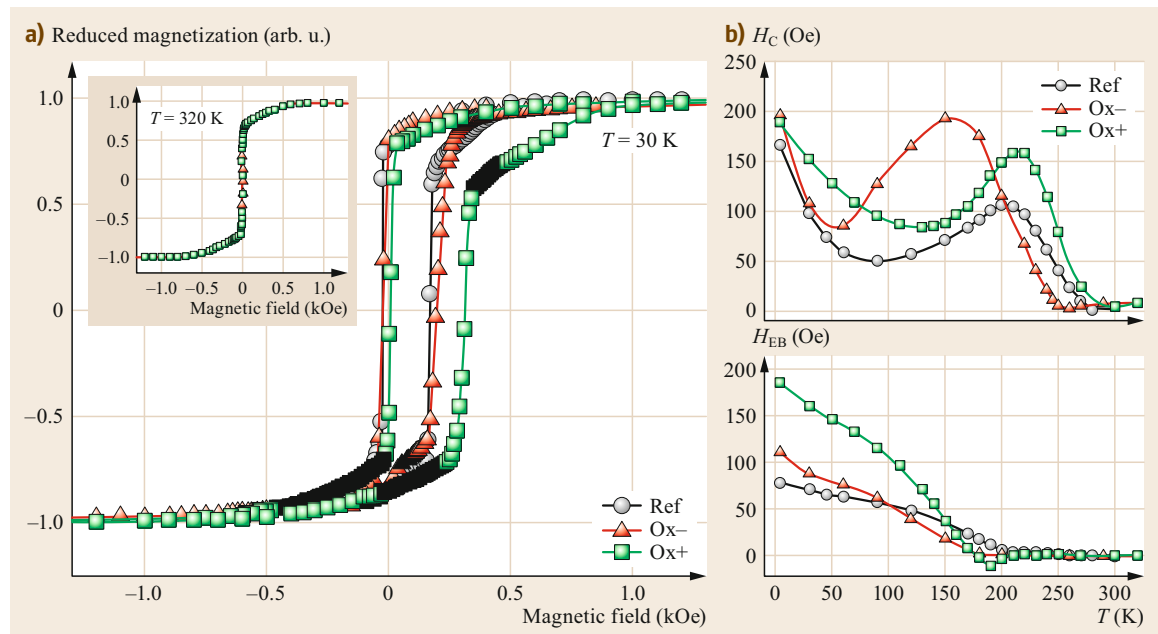 a) Reduced magnetization (arb. u.)
1.0
0.5
0
−0.5
−1.0
−1.0 −0.5 0 0.5 1.0
Magnetic field (kOe)
T = 30 K
Ref
Ox−
Ox+
1.0
0.5
0
−0.5
−1.0
T = 320 K
−1.0 −0.5 0 0.5 1.0
Magnetic field (kOe)
b) HC (Oe)
250
200
150
100
50
0
Ref
Ox−
Ox+
HEB (Oe)
200
150
100
50
0
0 50 100 150 200 250 300
T (K)